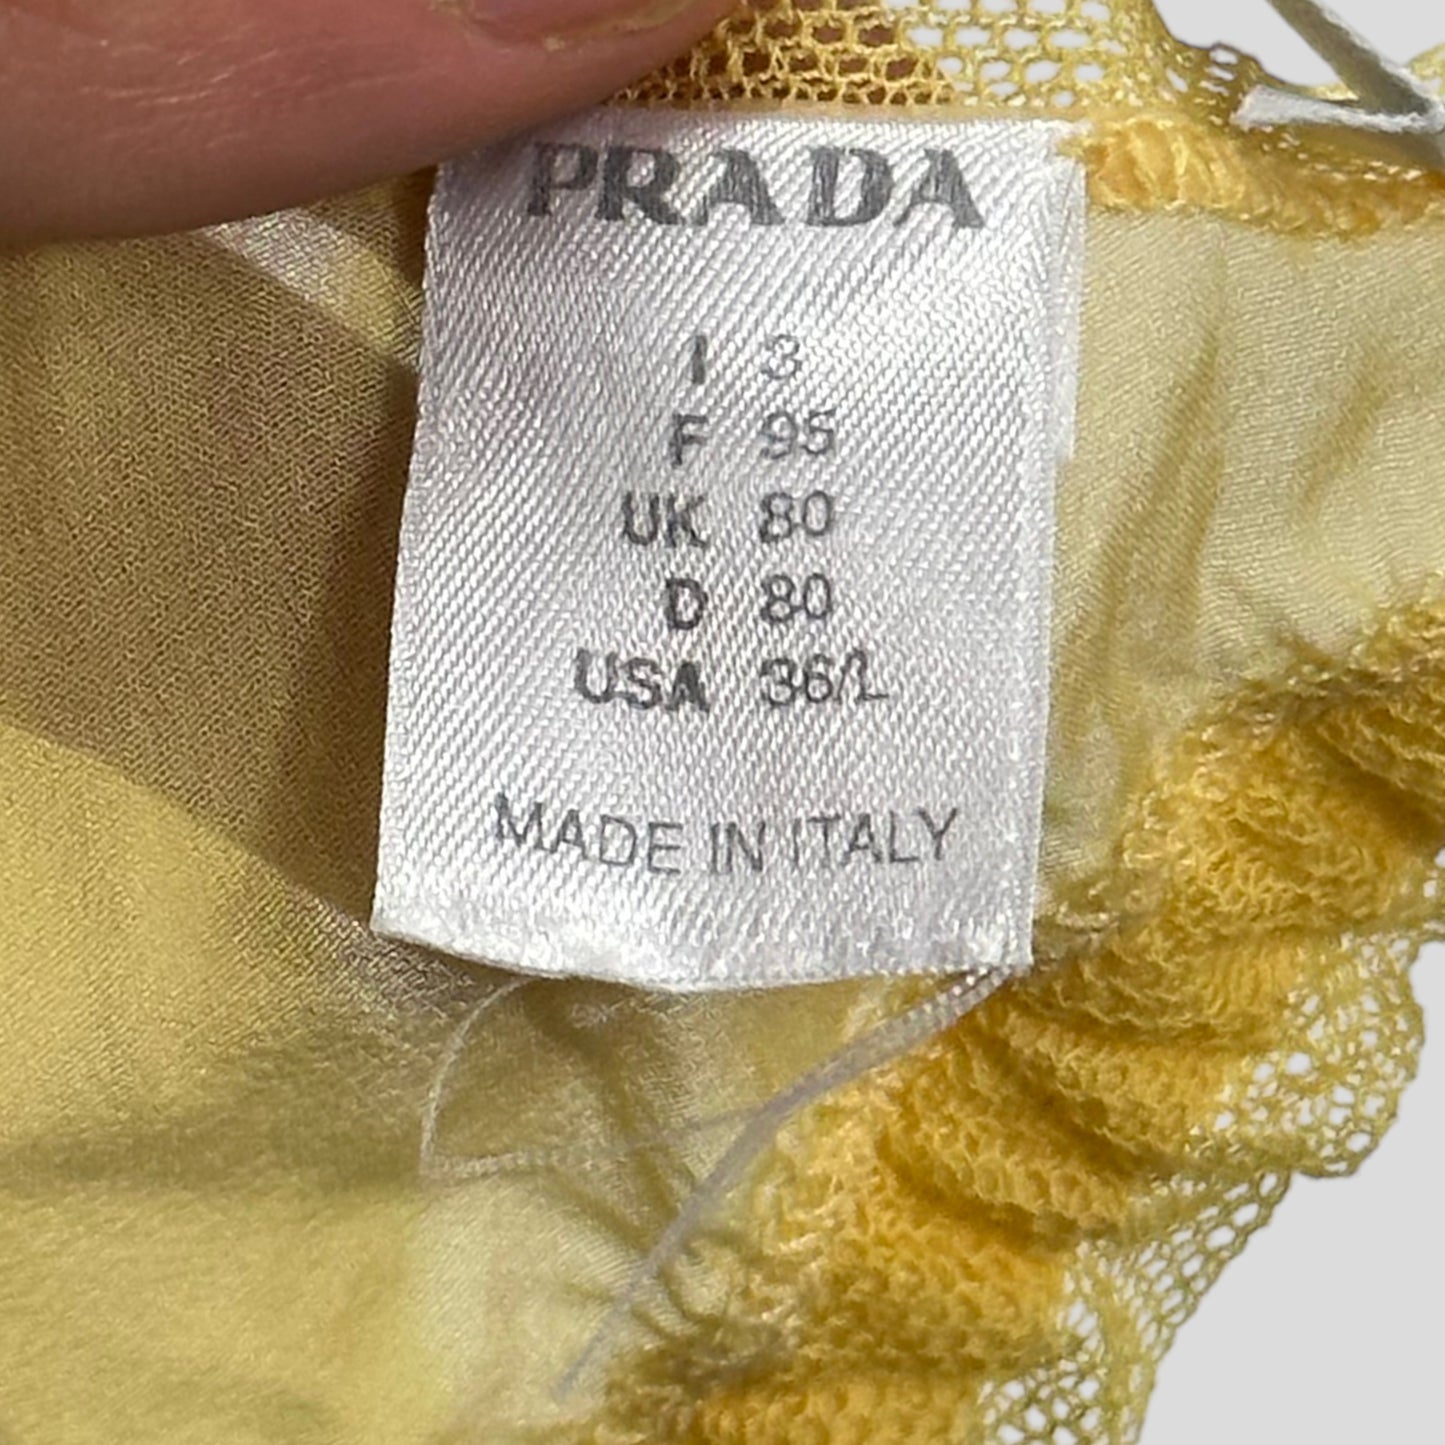 PRADA
I 3
F 95
UK 80
D 80
USA 36/L
MADE IN ITALY